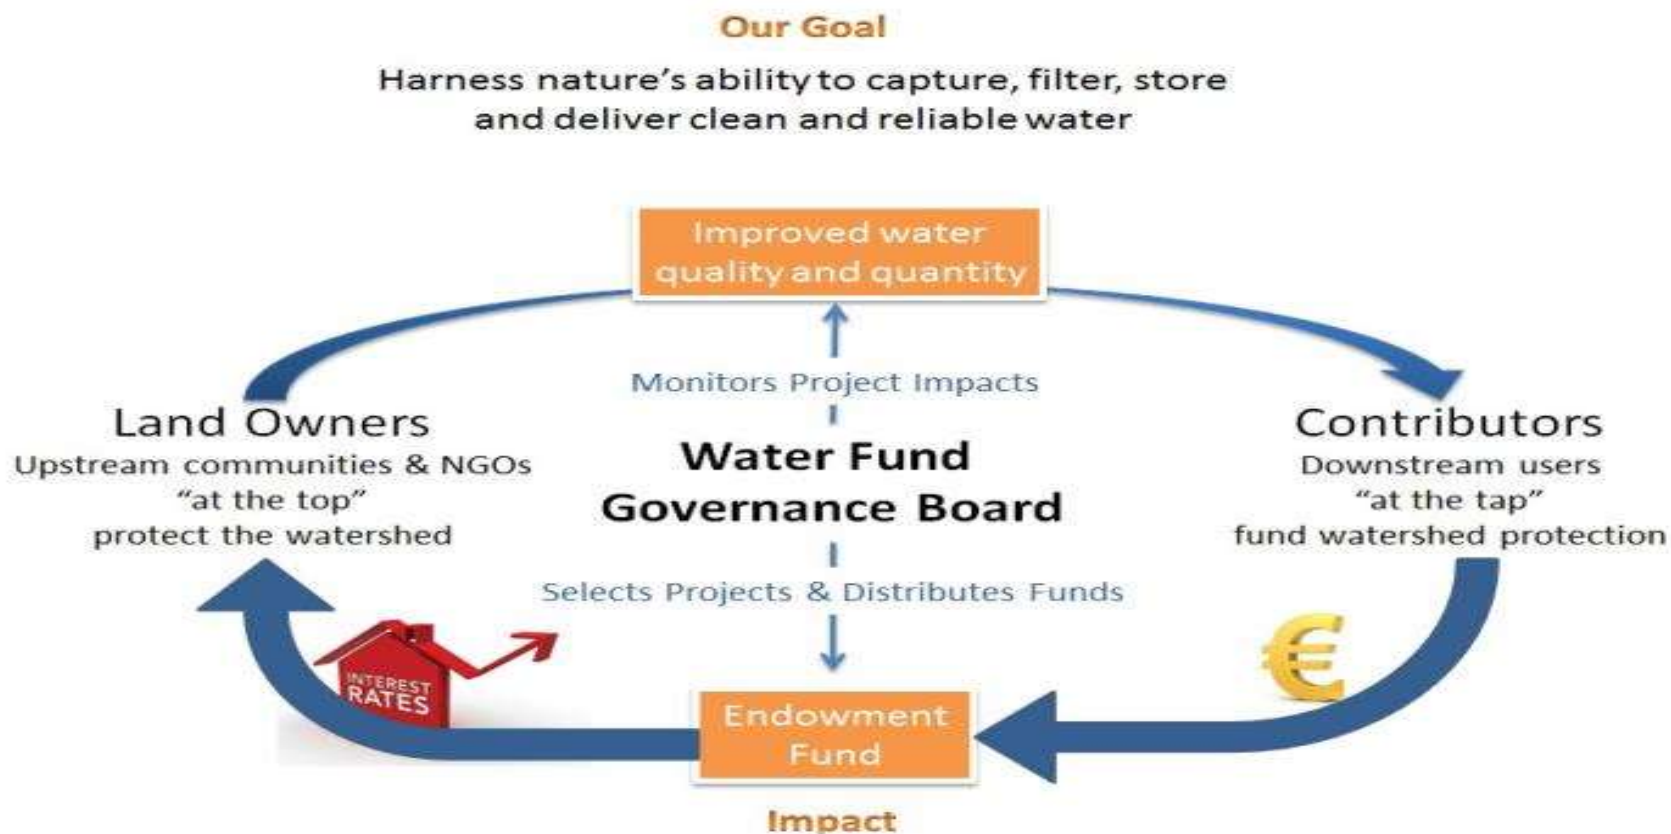 Our Goal
Harness nature's ability to capture, filter, store
and deliver clean and reliable water
Improved water
quality and quantity
Monitors Project Impacts
Land Owners
Upstream communities & NGOs
“at the top”
protect the watershed
Water Fund
Governance Board
Contributors
Downstream users
“at the tap”
fund watershed protection
Selects Projects & Distributes Funds
INTEREST
RATES
€
Endowment
Fund
Impact